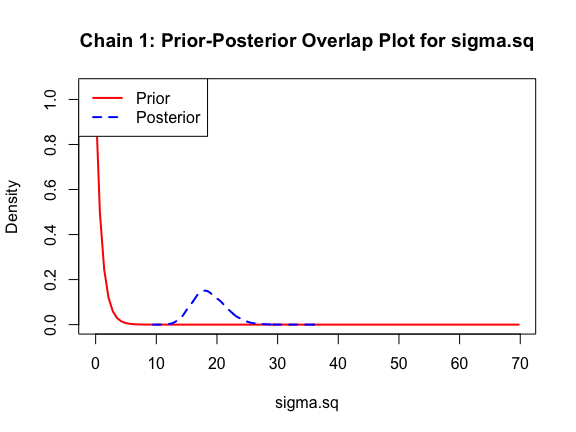 Chain 1: Prior-Posterior Overlap Plot for sigma.sq
Prior
Posterior
Density
1.0
0.8
0.6
0.4
0.2
0.0
0 10 20 30 40 50 60 70
sigma.sq